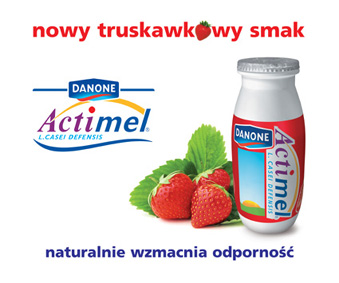 nowy truskawkowy smak
DANONE
Actimel®
L. CASEI DEFENSIS
DANONE
Actimel
L. CASEI DEFENSIS
naturalnie wzmacnia odporność